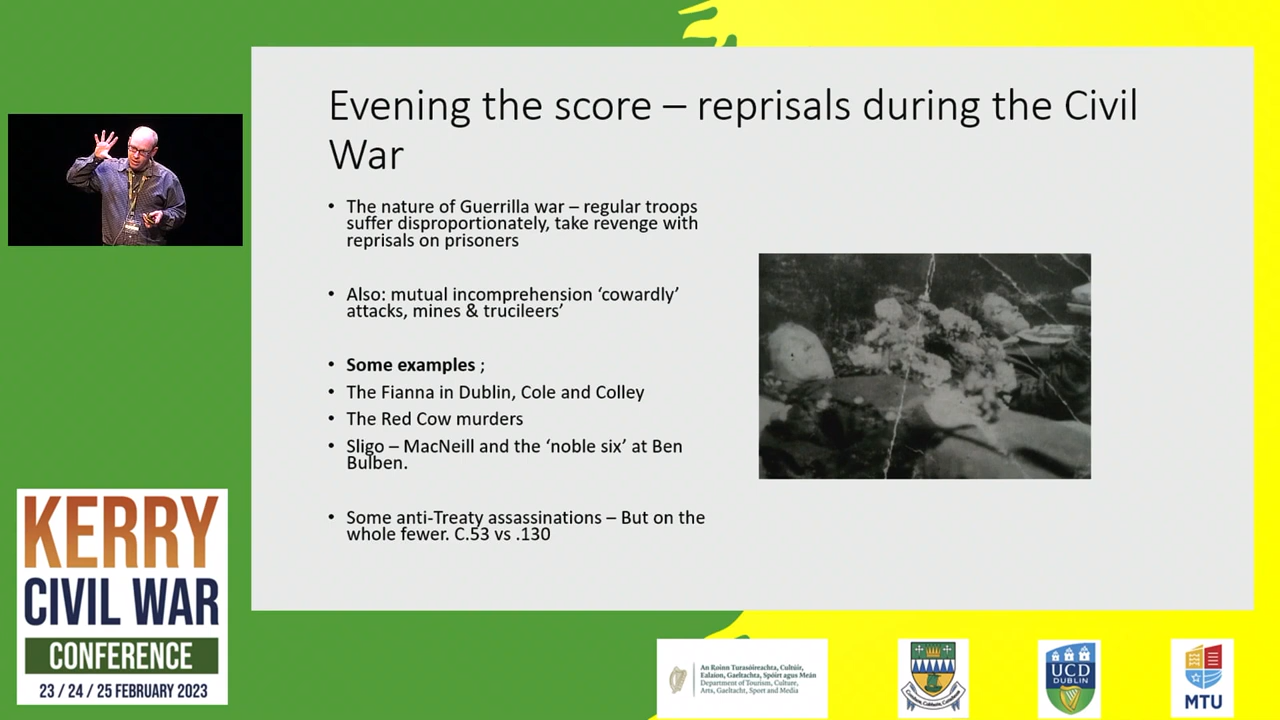 Evening the score – reprisals during the Civil
War
• The nature of Guerrilla war – regular troops
suffer disproportionately, take revenge with
reprisals on prisoners
• Also: mutual incomprehension ‘cowardly’
attacks, mines & trucileers’
• Some examples ;
• The Fianna in Dublin, Cole and Colley
• The Red Cow murders
• Sligo – MacNeill and the ‘noble six’ at Ben
Bulben.
• Some anti-Treaty assassinations – But on the
whole fewer. C.53 vs .130
KERRY
CIVIL WAR
CONFERENCE
23 / 24 / 25 FEBRUARY 2023
An Roinn Turasóireachta, Cultúir,
Ealaíon, Gaeltachta, Spóirt agus Meán
Department of Tourism, Culture,
Arts, Gaeltacht, Sport and Media
UCD
DUBLIN
MTU